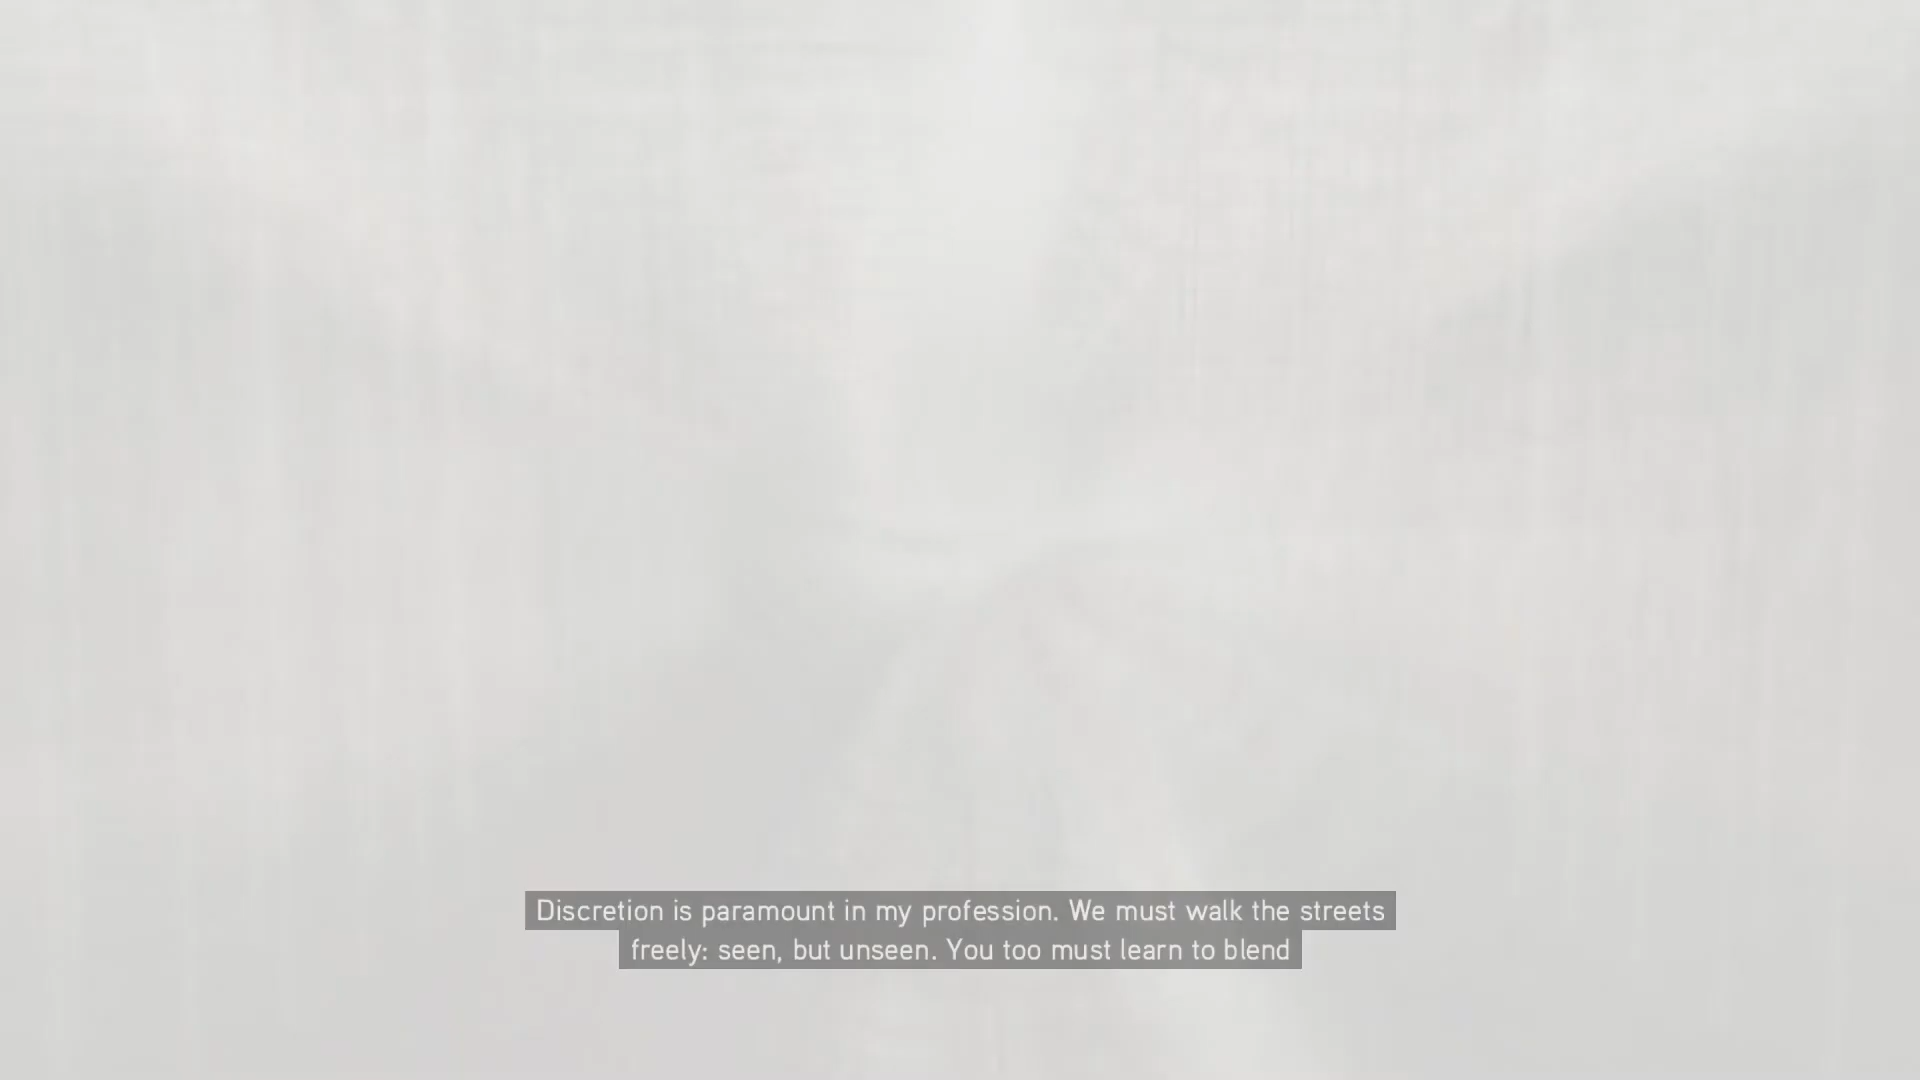 Discretion is paramount in my profession. We must walk the streets
freely: seen, but unseen. You too must learn to blend